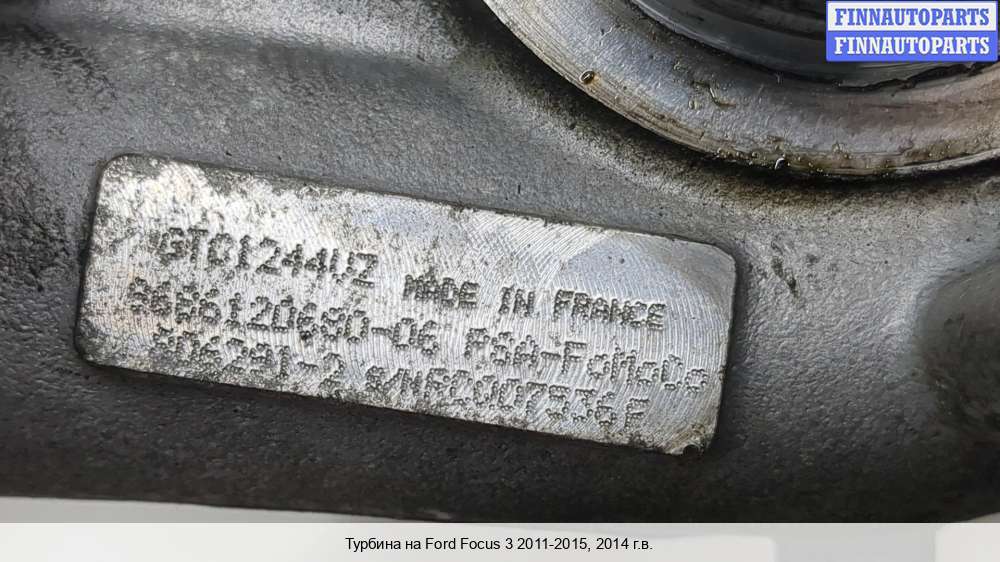 FINNAUTOPARTS
FINNAUTOPARTS
GTC1244VZ MADE IN FRANCE
9686120680-06 PSA-FoMoCo
806291-2
Турбина на Ford Focus 3 2011-2015, 2014 г.в.